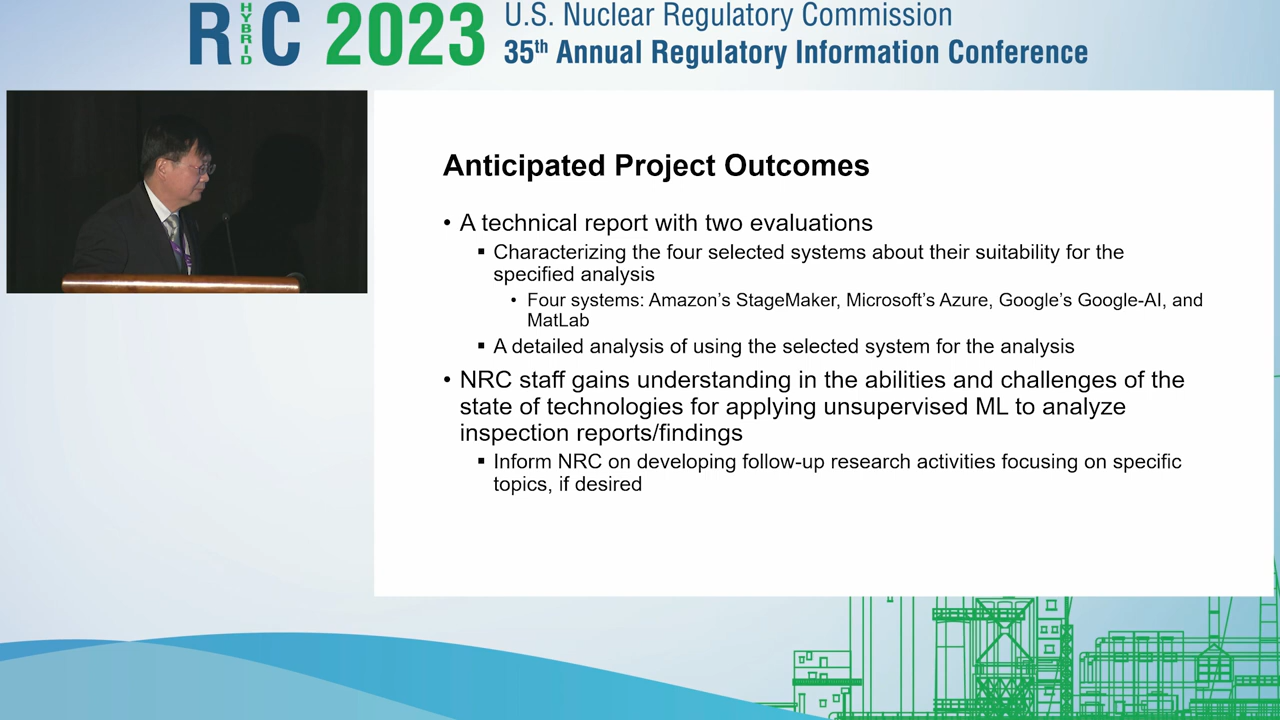 RIC 2023
HYBRID
U.S. Nuclear Regulatory Commission
35th Annual Regulatory Information Conference
Anticipated Project Outcomes
• A technical report with two evaluations
▪ Characterizing the four selected systems about their suitability for the
specified analysis
• Four systems: Amazon’s StageMaker, Microsoft’s Azure, Google’s Google-AI, and
MatLab
▪ A detailed analysis of using the selected system for the analysis
• NRC staff gains understanding in the abilities and challenges of the
state of technologies for applying unsupervised ML to analyze
inspection reports/findings
▪ Inform NRC on developing follow-up research activities focusing on specific
topics, if desired